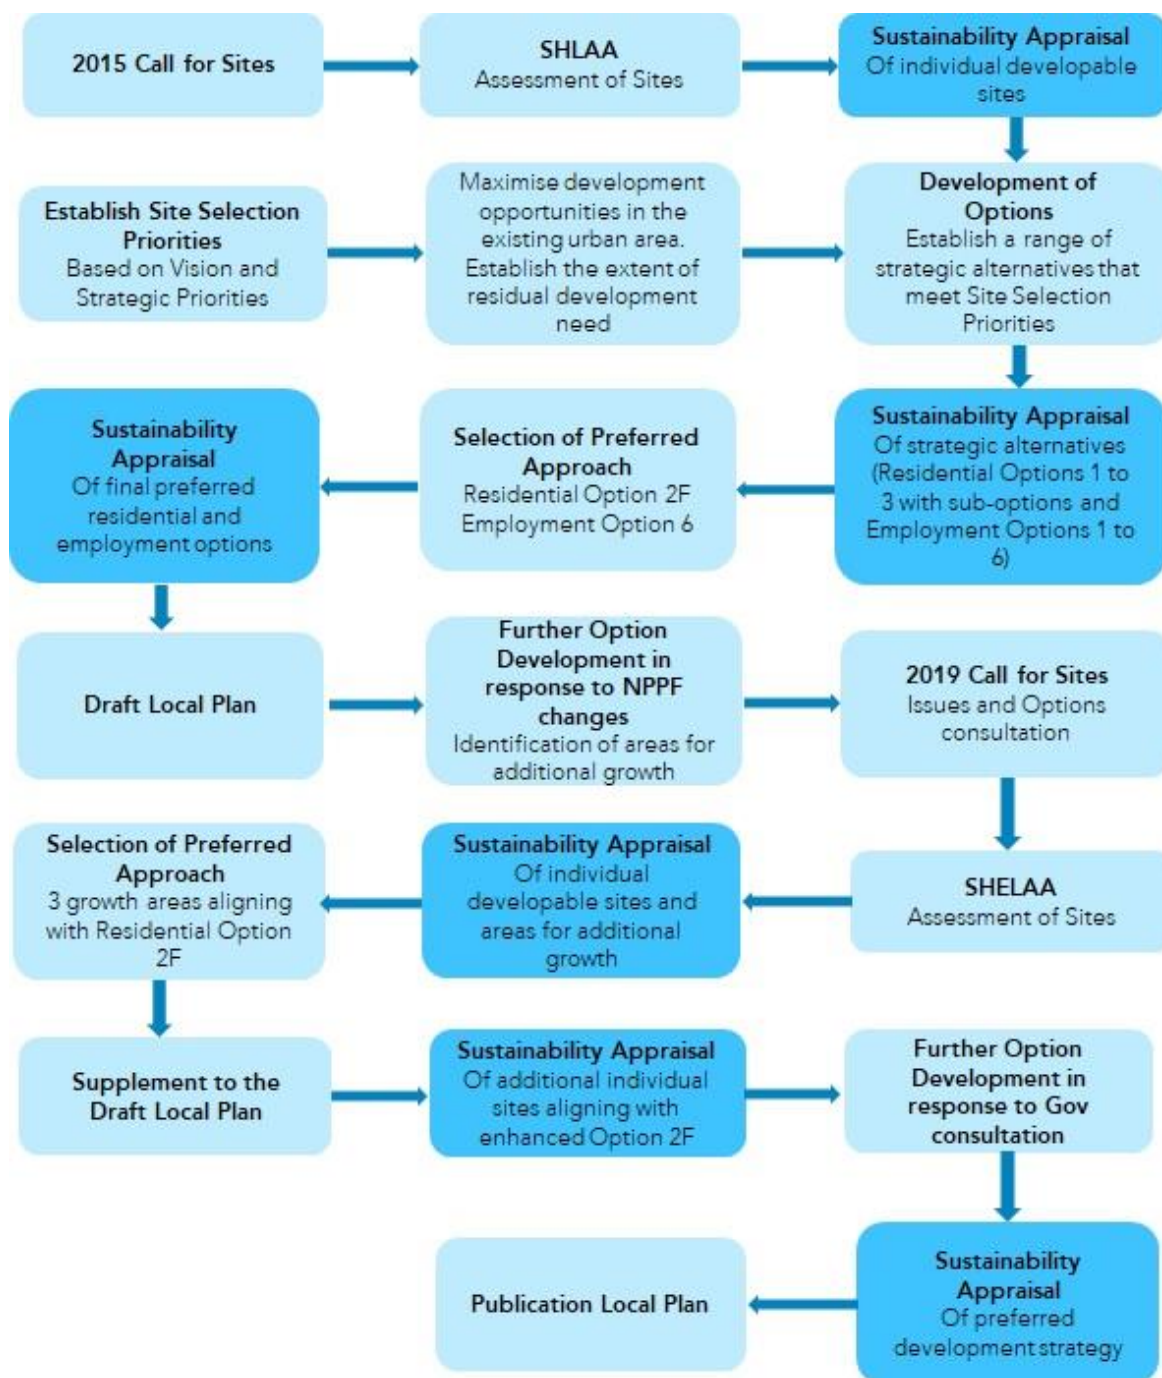 2015 Call for Sites
SHLAA
Assessment of Sites
Sustainability Appraisal
Of individual developable
sites
Establish Site Selection
Priorities
Based on Vision and
Strategic Priorities
Maximise development
opportunities in the
existing urban area.
Establish the extent of
residual development
need
Development of
Options
Establish a range of
strategic alternatives that
meet Site Selection
Priorities
Sustainability
Appraisal
Of final preferred
residential and
employment options
Selection of Preferred
Approach
Residential Option 2F
Employment Option 6
Sustainability Appraisal
Of strategic alternatives
(Residential Options 1 to
3 with sub-options and
Employment Options 1 to
6)
Draft Local Plan
Further Option
Development in
response to NPPF
changes
Identification of areas for
additional growth
2019 Call for Sites
Issues and Options
consultation
Selection of Preferred
Approach
3 growth areas aligning
with Residential Option
2F
Sustainability Appraisal
Of individual
developable sites and
areas for additional
growth
SHELAA
Assessment of Sites
Supplement to the
Draft Local Plan
Sustainability Appraisal
Of additional individual
sites aligning with
enhanced Option 2F
Further Option
Development in
response to Gov
consultation
Publication Local Plan
Sustainability
Appraisal
Of preferred
development strategy